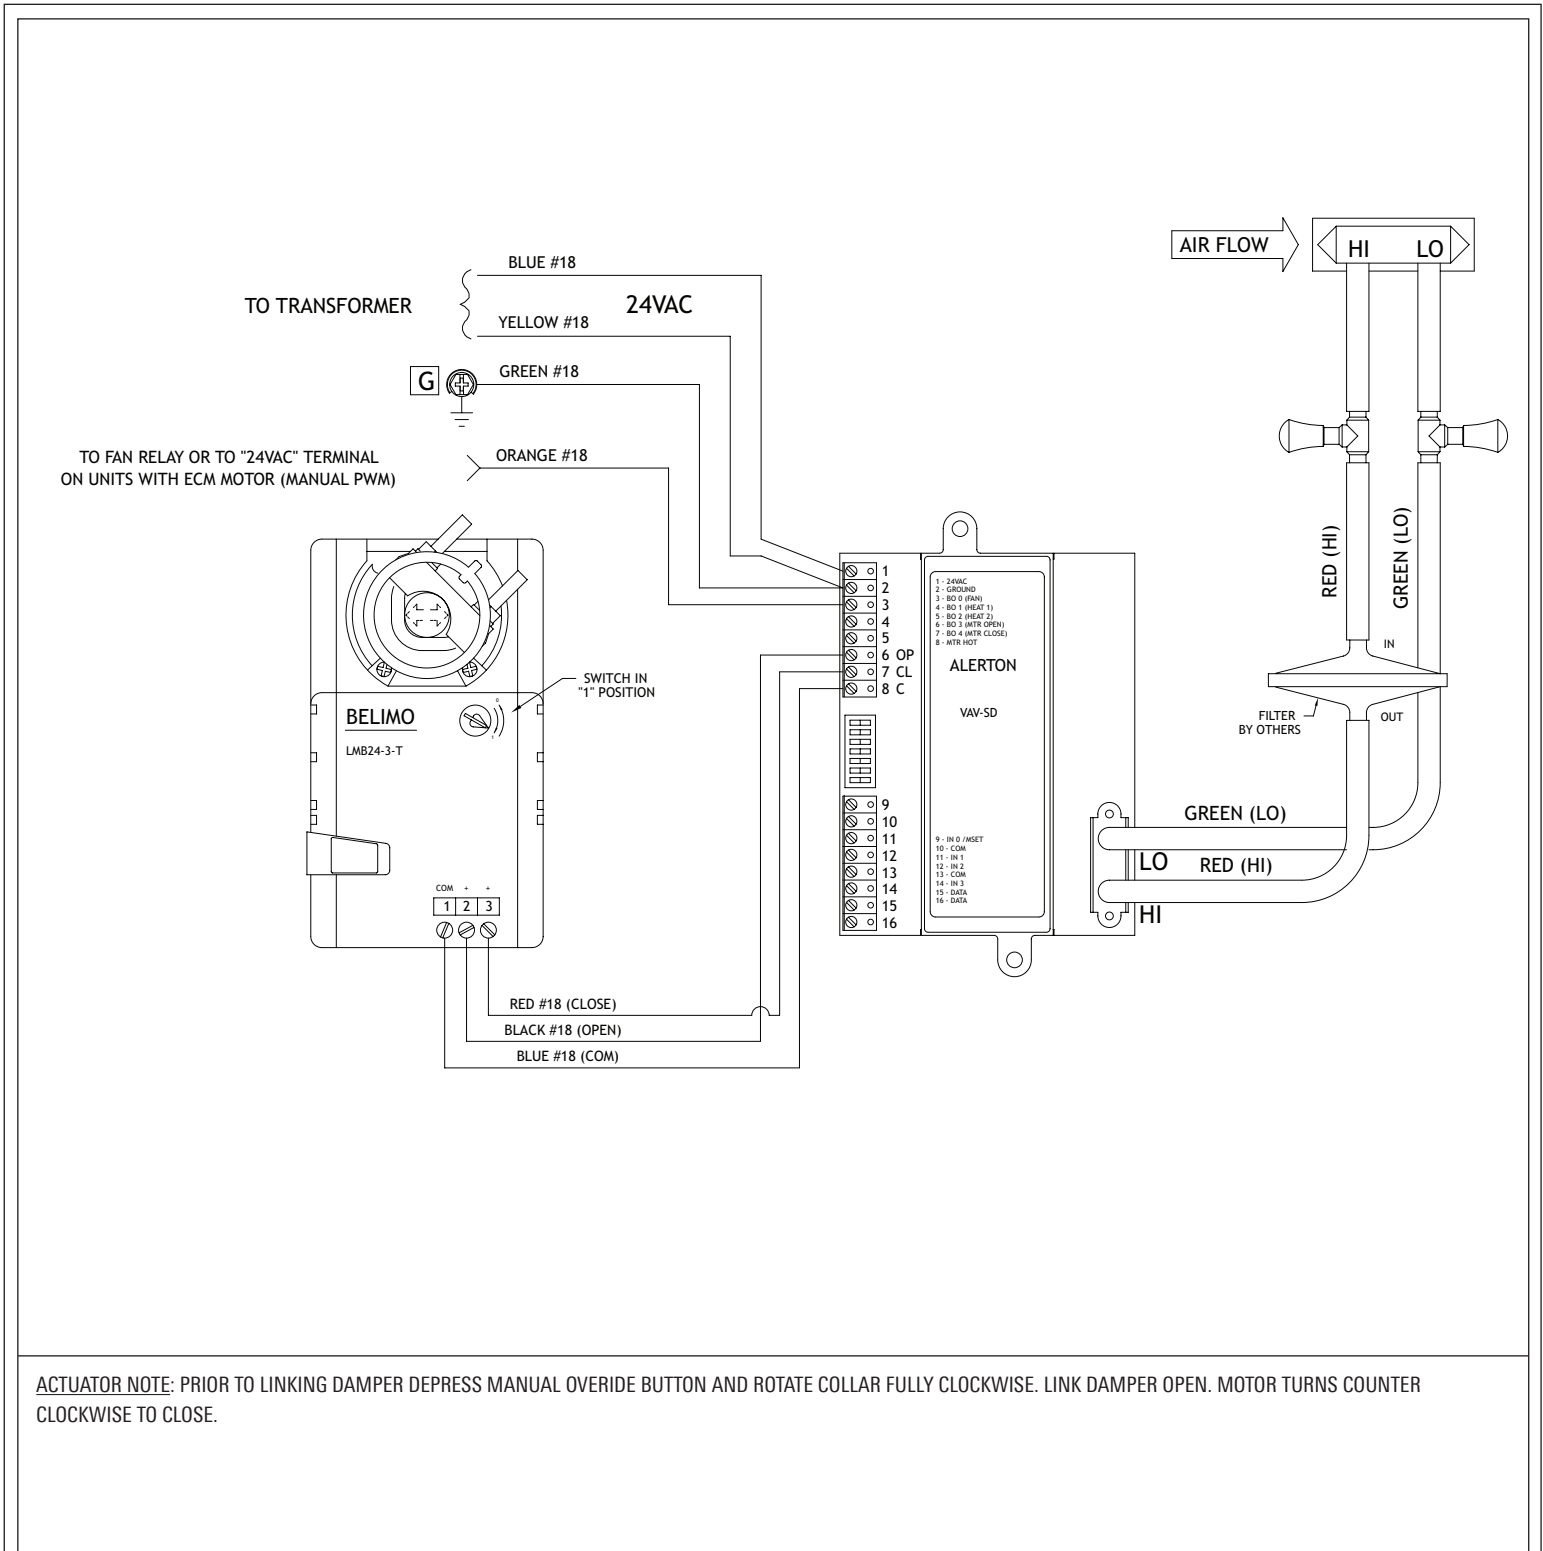 AIR FLOW
HI
LO
BLUE #18
TO TRANSFORMER
24VAC
YELLOW #18
G
GREEN #18
TO FAN RELAY OR TO "24VAC" TERMINAL
ON UNITS WITH ECM MOTOR (MANUAL PWM)
ORANGE #18
RED (HI)
GREEN (LO)
1
2
3
4
5
6 OP
7 CL
8 C
1 - 24VAC
2 - GROUND
3 - BO 0 (FAN)
4 - BO 1 (HEAT 1)
5 - BO 2 (HEAT 2)
6 - BO 3 (MTR OPEN)
7 - BO 4 (MTR CLOSE)
8 - MTR HOT
ALERTON
VAV-SD
IN
FILTER
BY OTHERS
OUT
SWITCH IN
"1" POSITION
0
1
BELIMO
LMB24-3-T
9
10
11
12
13
14
15
16
9 - IN 0 /MSET
10 - COM
11 - IN 1
12 - IN 2
13 - COM
14 - IN 3
15 - DATA
16 - DATA
GREEN (LO)
LO
RED (HI)
HI
COM + +
1 2 3
RED #18 (CLOSE)
BLACK #18 (OPEN)
BLUE #18 (COM)
ACTUATOR NOTE: PRIOR TO LINKING DAMPER DEPRESS MANUAL OVERIDE BUTTON AND ROTATE COLLAR FULLY CLOCKWISE. LINK DAMPER OPEN. MOTOR TURNS COUNTER
CLOCKWISE TO CLOSE.